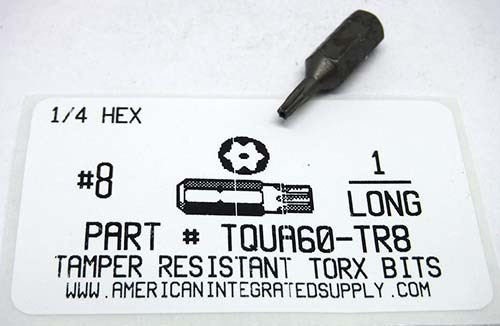 1/4 HEX
#8
1
LONG
PART # TQUA60-TR8
TAMPER RESISTANT TORX BITS
WWW.AMERICANINTEGRATEDSUPPLY.COM